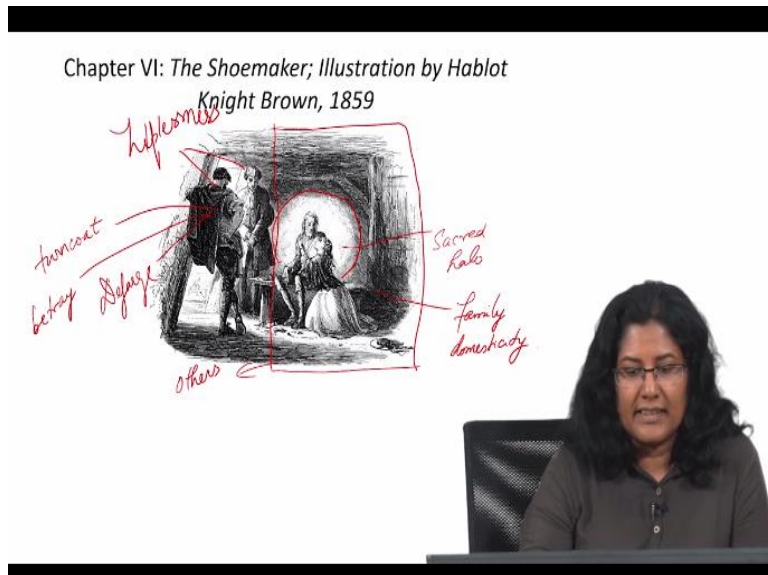 Chapter VI: The Shoemaker; Illustration by Hablot
Knight Brown, 1859
helplessness
turncoat
betray
Defarge
others
Sacred
halo
family
domesticity